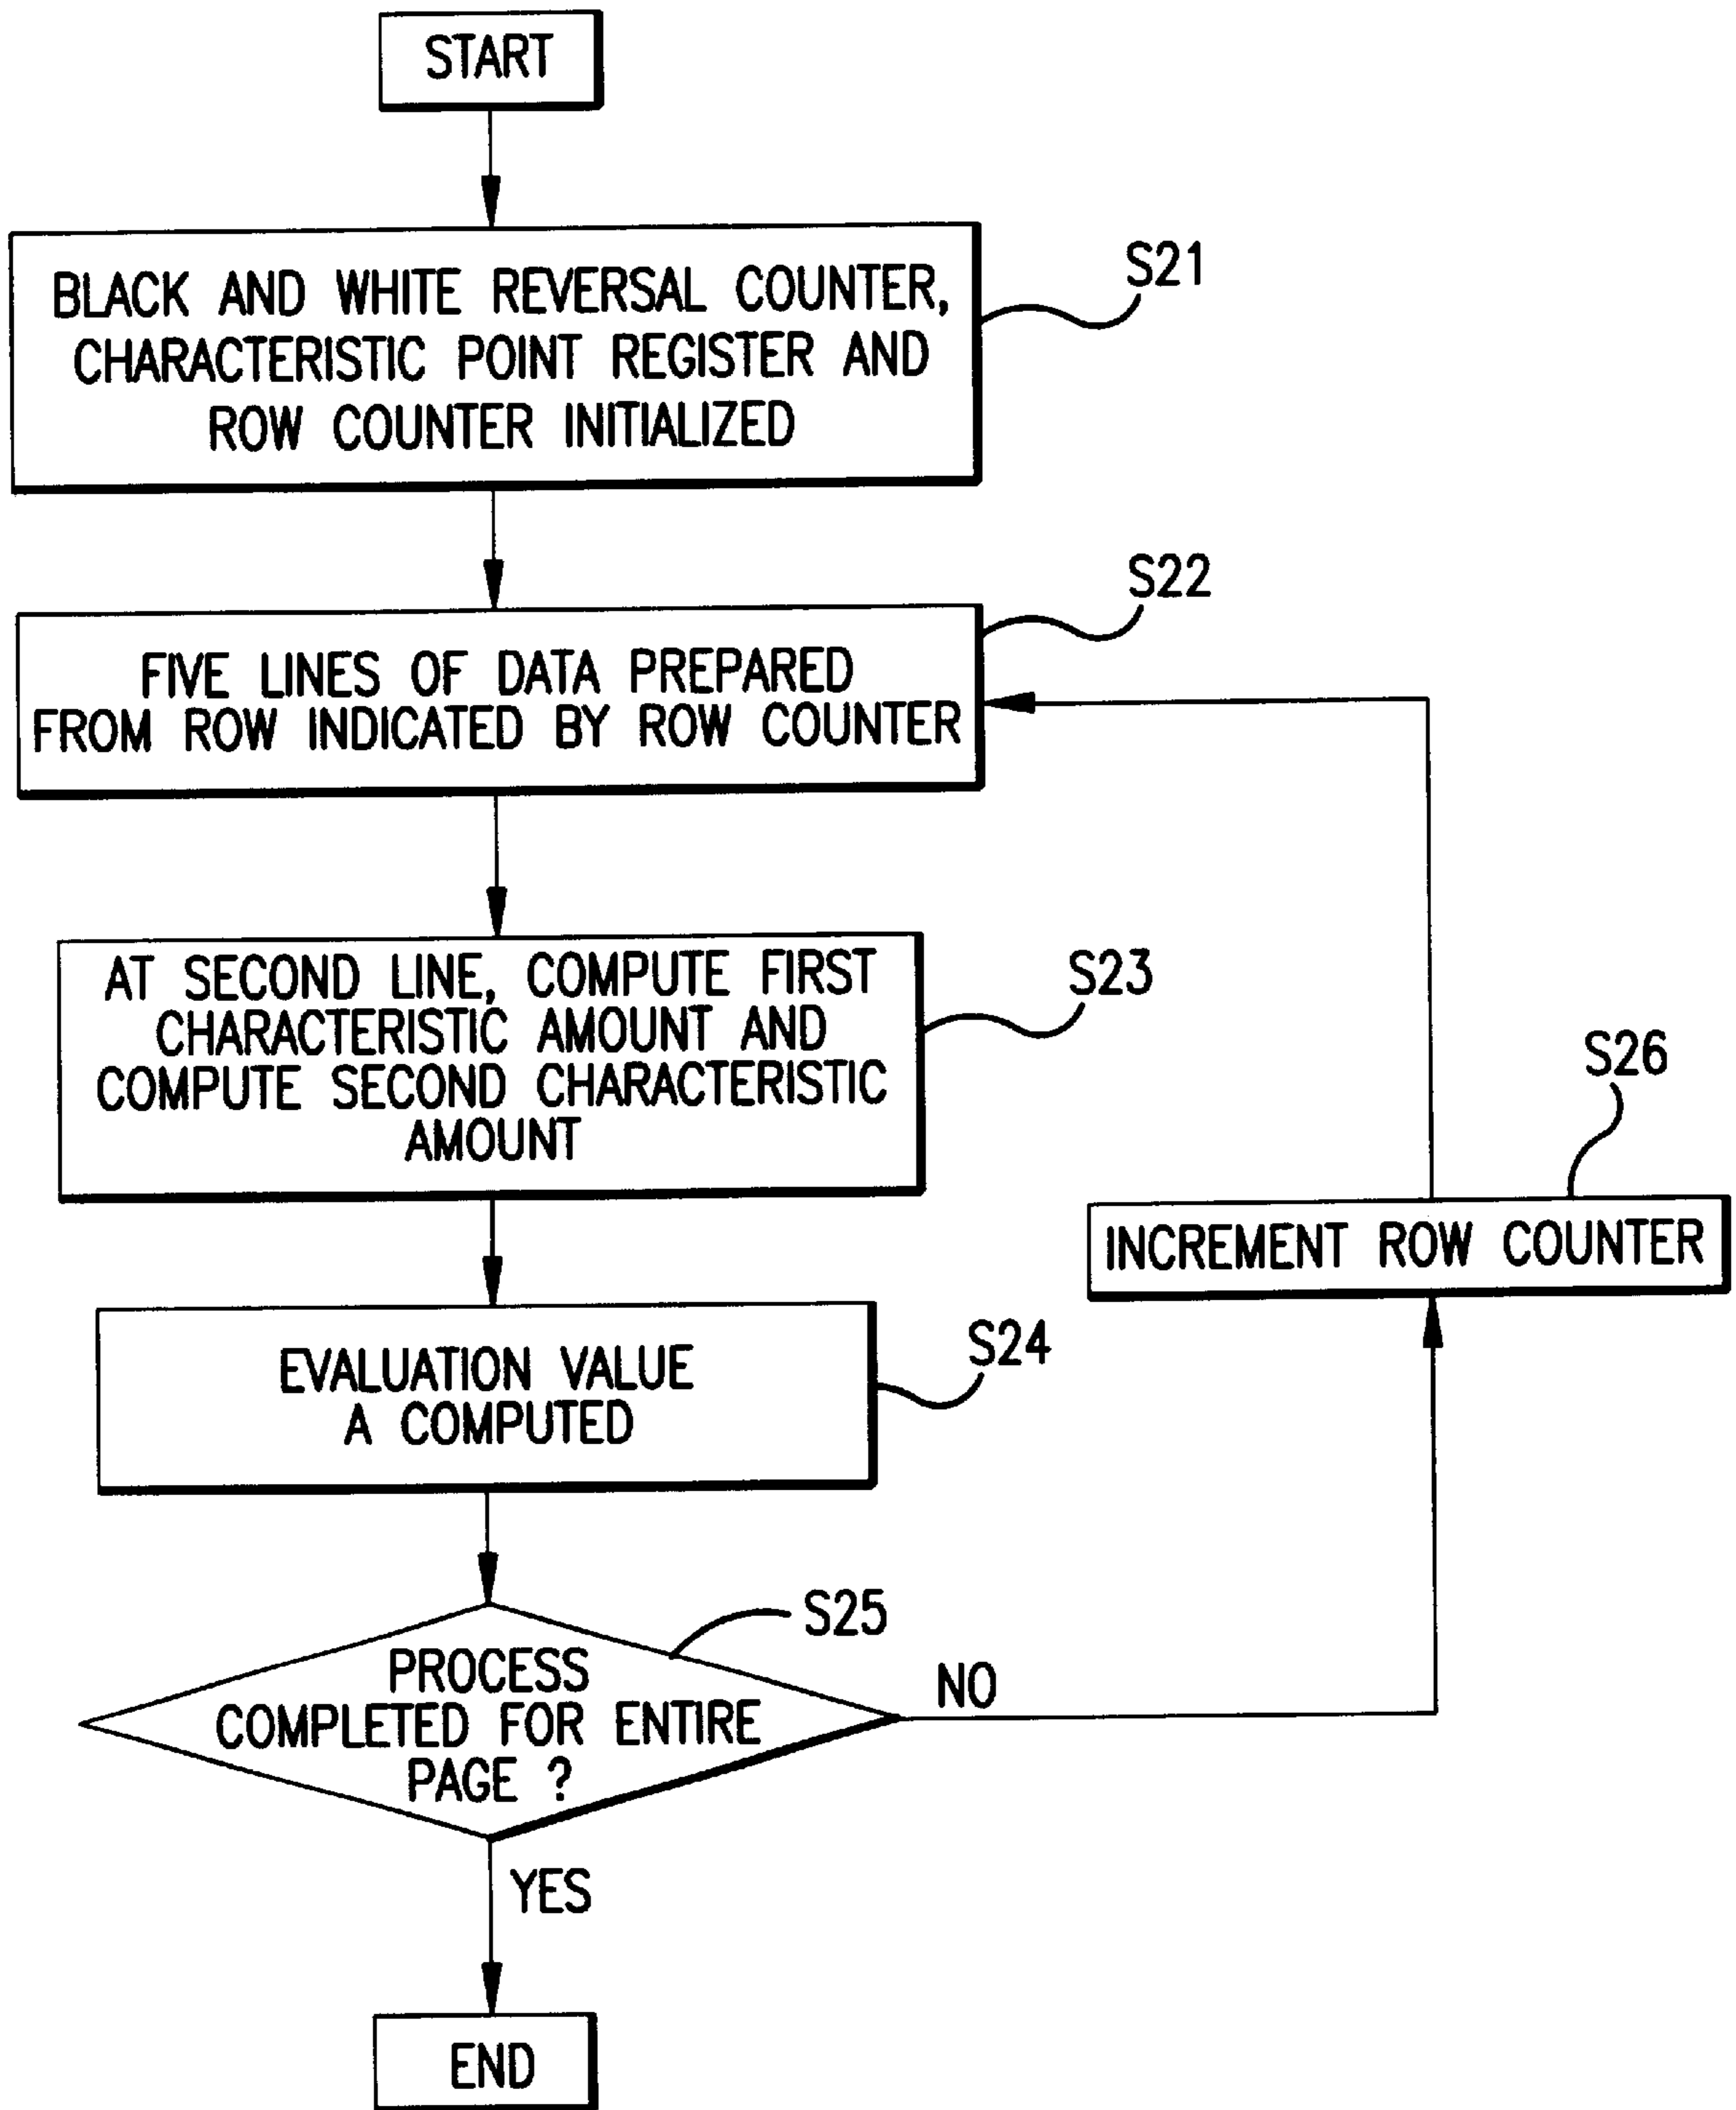 START
BLACK AND WHITE REVERSAL COUNTER,
CHARACTERISTIC POINT REGISTER AND
ROW COUNTER INITIALIZED
S21
FIVE LINES OF DATA PREPARED
FROM ROW INDICATED BY ROW COUNTER
S22
AT SECOND LINE, COMPUTE FIRST
CHARACTERISTIC AMOUNT AND
COMPUTE SECOND CHARACTERISTIC
AMOUNT
S23
EVALUATION VALUE
A COMPUTED
S24
PROCESS
COMPLETED FOR ENTIRE
PAGE ?
S25
NO
INCREMENT ROW COUNTER
S26
YES
END